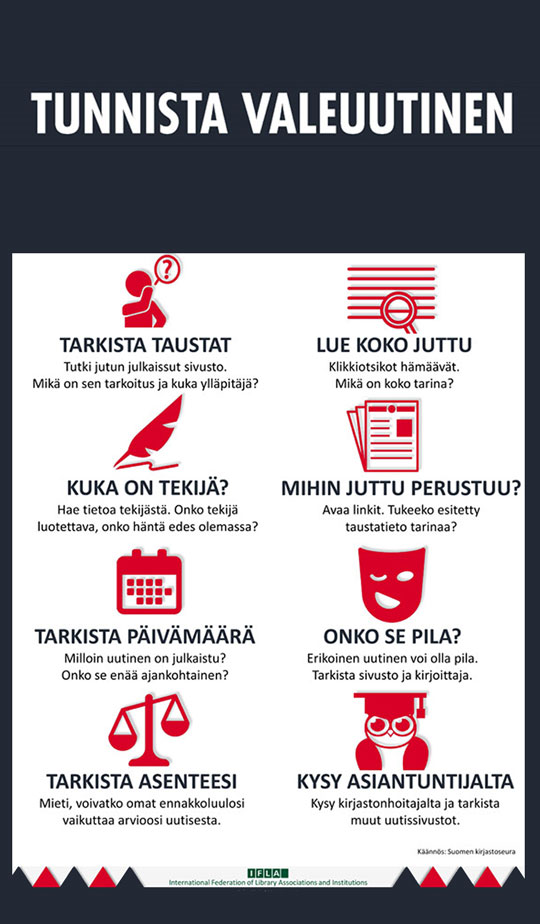 TUNNISTA VALEUUTINEN
?
TARKISTA TAUSTAT
Tutki jutun julkaissut sivusto.
Mikä on sen tarkoitus ja kuka ylläpitäjä?
LUE KOKO JUTTU
Klikkiotsikot hämäävät.
Mikä on koko tarina?
KUKA ON TEKIJÄ?
Hae tietoa tekijästä. Onko tekijä
luotettava, onko häntä edes olemassa?
MIHIN JUTTU PERUSTUU?
Avaa linkit. Tukeeko esitetty
taustatieto tarinaa?
TARKISTA PÄIVÄMÄÄRÄ
Milloin uutinen on julkaistu?
Onko se enää ajankohtainen?
ONKO SE PILA?
Erikoinen uutinen voi olla pila.
Tarkista sivusto ja kirjoittaja.
TARKISTA ASENTEESI
Mieti, voivatko omat ennakkoluulosi
vaikuttaa arvioosi uutisesta.
KYSY ASIANTUNTIJALTA
Kysy kirjastonhoitajalta ja tarkista
muut uutissivustot.
Käännös: Suomen kirjastoseura
IFLA
International Federation of Library Associations and Institutions